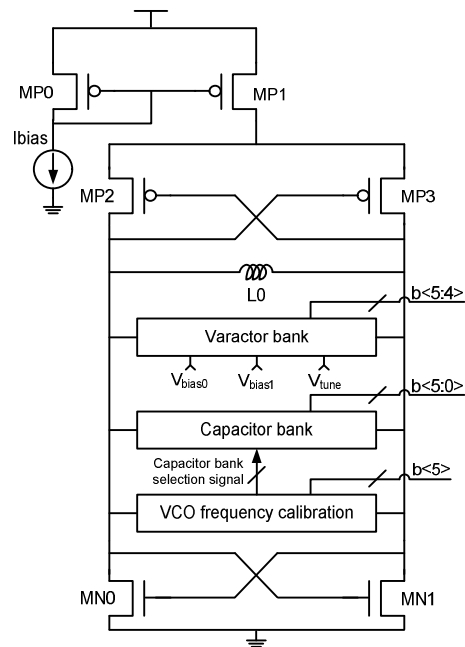 MP0
MP1
Ibias
MP2
MP3
L0
b<5:4>
Varactor bank
Vbias0
Vbias1
Vtune
b<5:0>
Capacitor bank
Capacitor bank
selection signal
b<5>
VCO frequency calibration
MN0
MN1